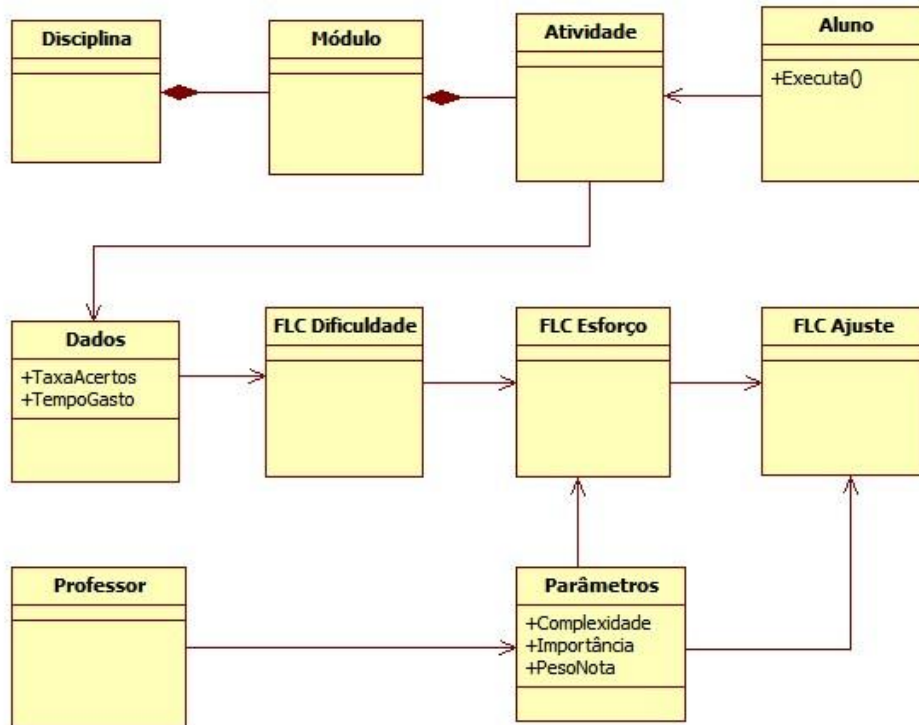 Disciplina
Módulo
Atividade
Aluno
+Executa()
Dados
+TaxaAcertos
+TempoGasto
FLC Dificuldade
FLC Esforço
FLC Ajuste
Professor
Parâmetros
+Complexidade
+Importância
+PesoNota